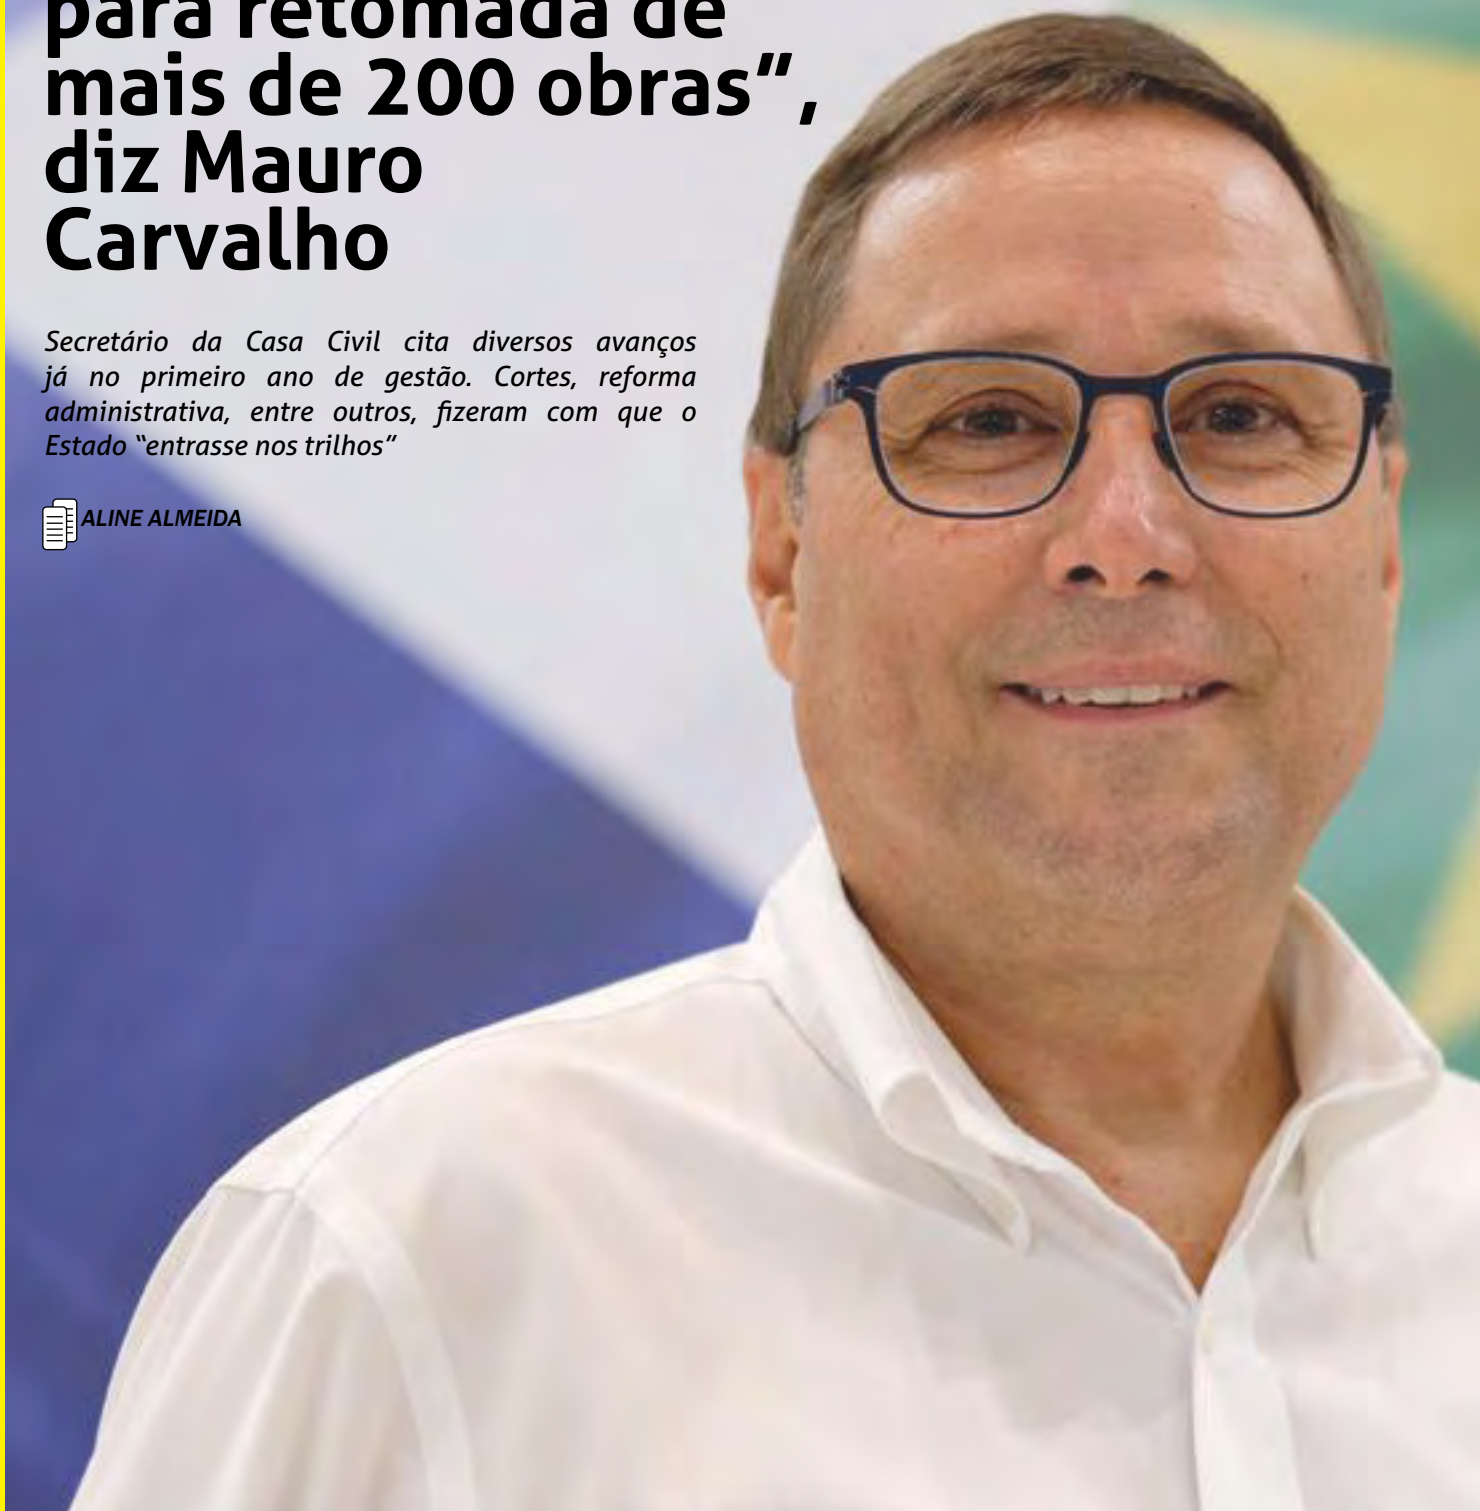 para retomada de
mais de 200 obras”,
diz Mauro
Carvalho
Secretário da Casa Civil cita diversos avanços
já no primeiro ano de gestão. Cortes, reforma
administrativa, entre outros, fizeram com que o
Estado “entrasse nos trilhos”
ALINE ALMEIDA